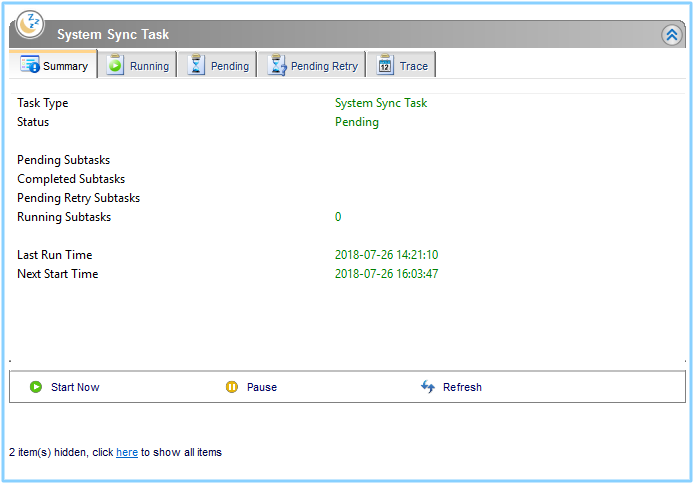 System Sync Task
Summary Running Pending Pending Retry Trace
Task Type System Sync Task
Status Pending
Pending Subtasks
Completed Subtasks
Pending Retry Subtasks
Running Subtasks 0
Last Run Time 2018-07-26 14:21:10
Next Start Time 2018-07-26 16:03:47
Start Now Pause Refresh
2 item(s) hidden, click here to show all items